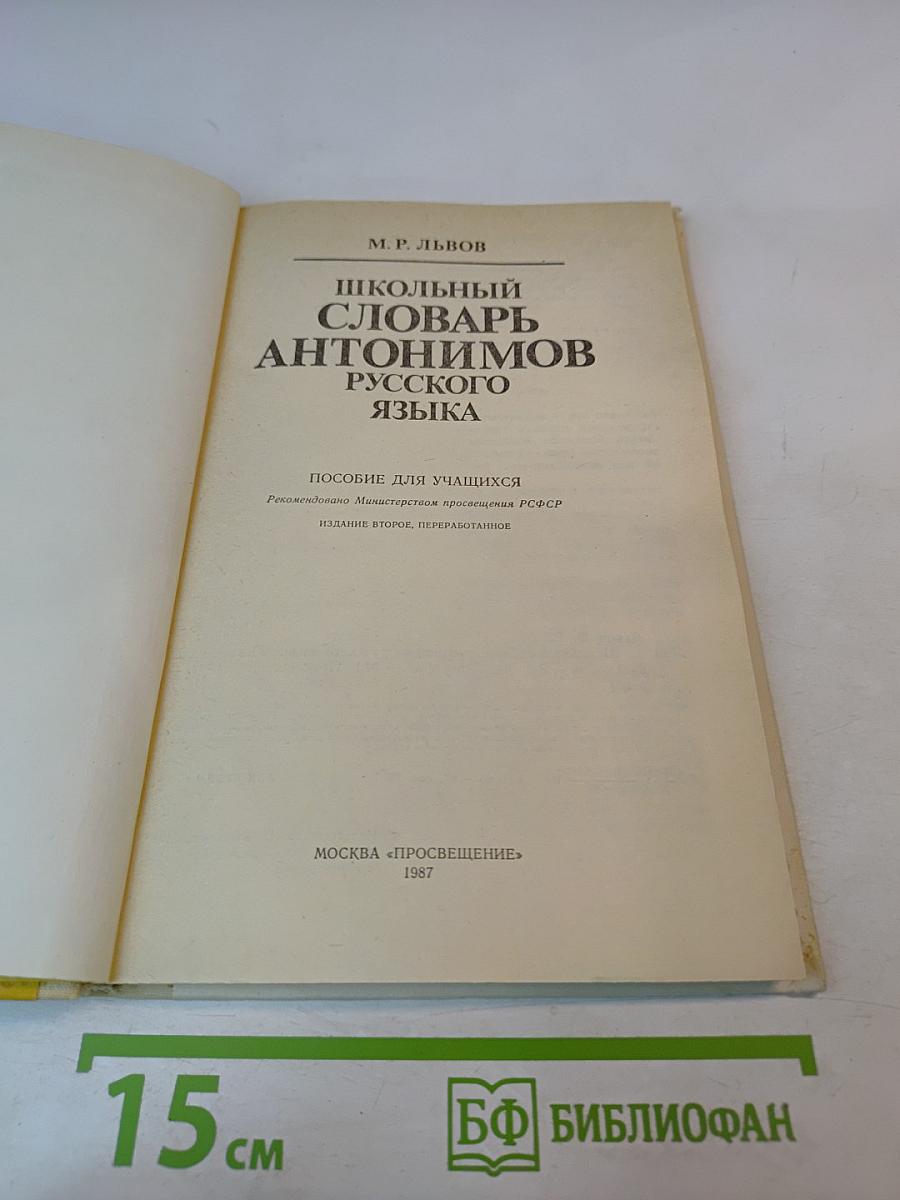 М. Р. ЛЬВОВ
ШКОЛЬНЫЙ
СЛОВАРЬ
АНТОНИМОВ
РУССКОГО
ЯЗЫКА
ПОСОБИЕ ДЛЯ УЧАЩИХСЯ
Рекомендовано Министерством просвещения РСФСР
ИЗДАНИЕ ВТОРОЕ, ПЕРЕРАБОТАННОЕ
МОСКВА «ПРОСВЕЩЕНИЕ»
1987
15 см
БФ БИБЛИОФАН